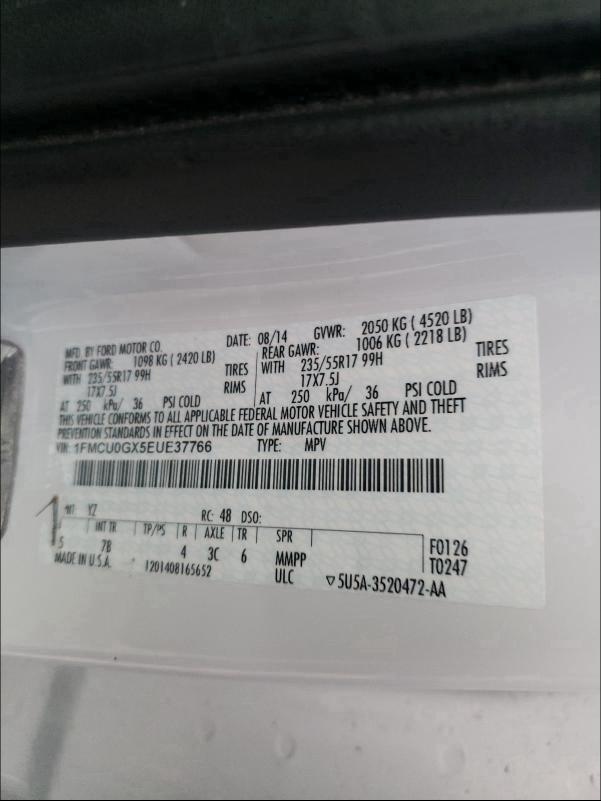 MFD. BY FORD MOTOR CO. DATE: 08/14 GVWR: 2050 KG ( 4520 LB)
FRONT GAWR: 1098 KG ( 2420 LB) REAR GAWR: 1006 KG ( 2218 LB)
WITH 235/55R17 99H TIRES WITH 235/55R17 99H TIRES
17X7.5J RIMS 17X7.5J RIMS
AT 250 kPa/ 36 PSI COLD AT 250 kPa/ 36 PSI COLD
THIS VEHICLE CONFORMS TO ALL APPLICABLE FEDERAL MOTOR VEHICLE SAFETY AND THEFT
PREVENTION STANDARDS IN EFFECT ON THE DATE OF MANUFACTURE SHOWN ABOVE.
VIN: 1FMCU0GX5EUE37766 TYPE: MPV
YZ RC: 48 DSO:
INT TR TP/PS R AXLE TR SPR
5 7B 4 3C 6 MMPP F0126
MADE IN U.S.A. 1201408165652 ULC T0247
▽5U5A-3520472-AA